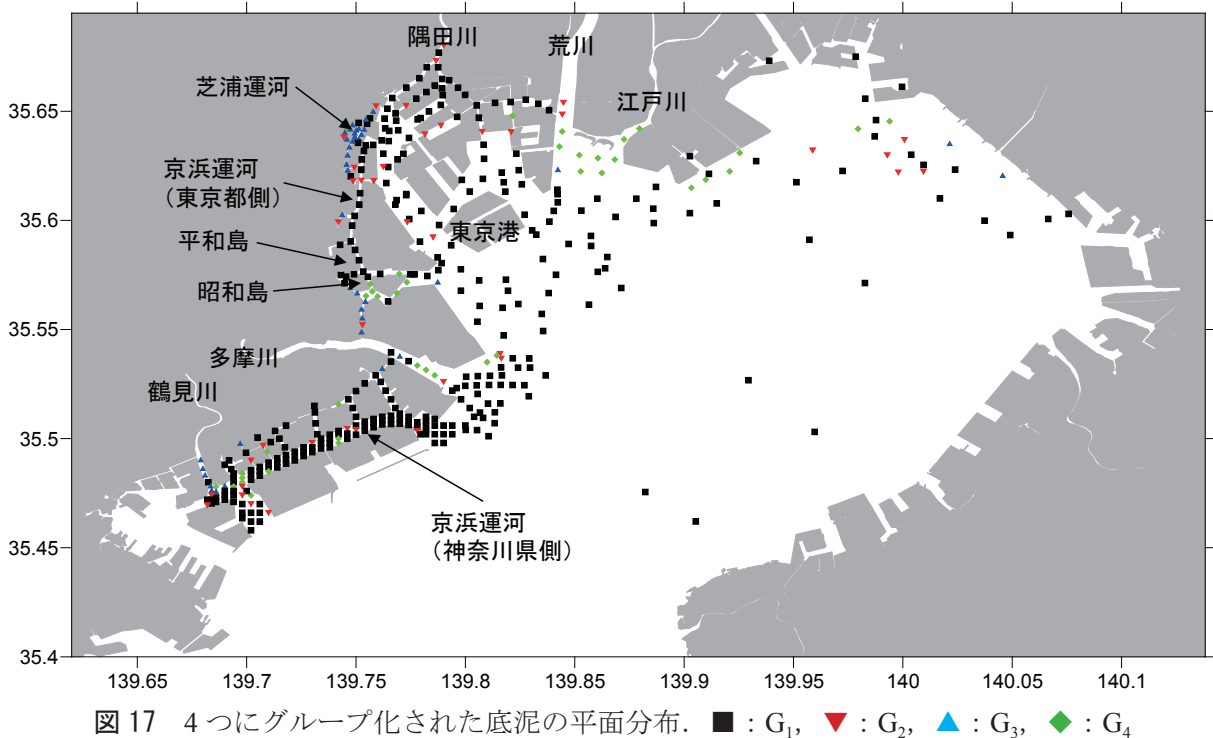 隅田川
荒川
芝浦運河
江戸川
京浜運河
（東京都側）
東京港
平和島
昭和島
多摩川
鶴見川
京浜運河
（神奈川県側）
35.65
35.6
35.55
35.5
35.45
35.4
139.65 139.7 139.75 139.8 139.85 139.9 139.95 140 140.05 140.1
図 17 4 つにグループ化された底泥の平面分布．■：G₁，▼：G₂，▲：G₃，◆：G₄